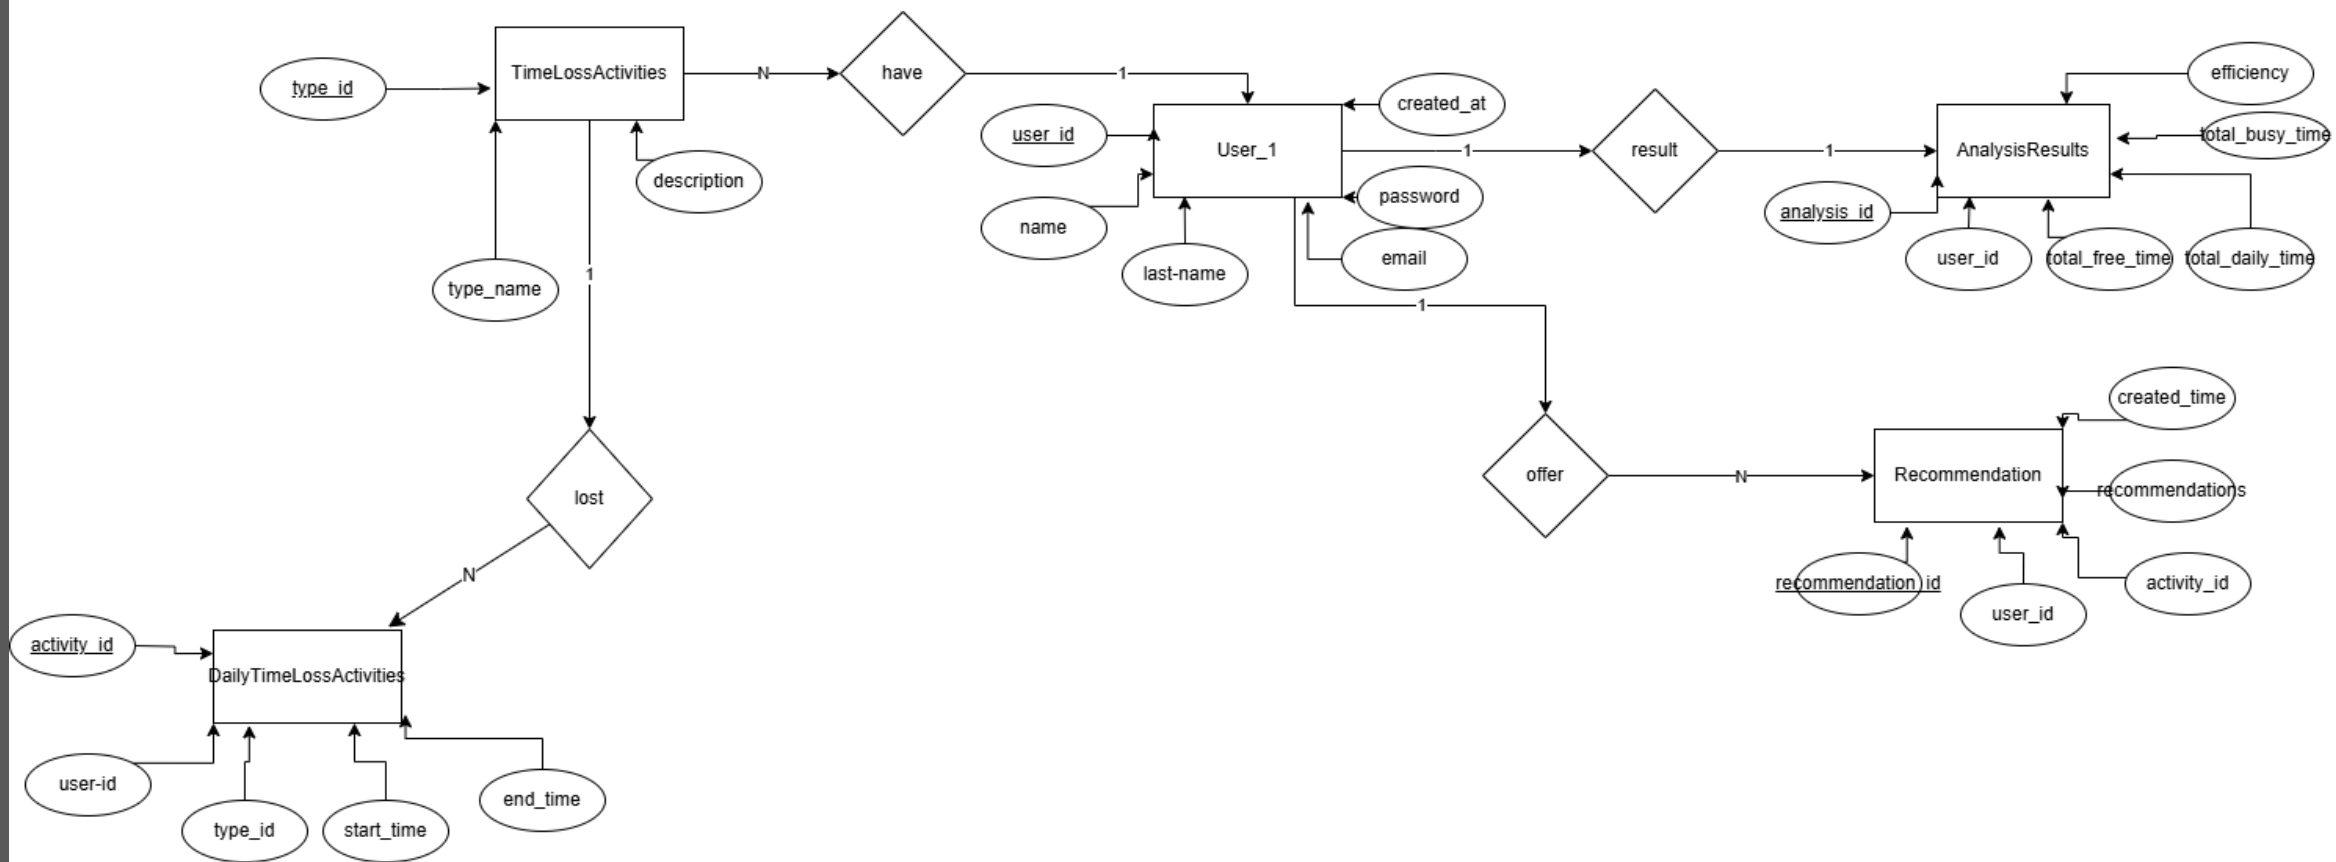 TimeLossActivities
type_id
description
type_name
N
have
1
User_1
user_id
name
last-name
created_at
password
email
1
result
1
AnalysisResults
efficiency
total_busy_time
analysis_id
user_id
total_free_time
total_daily_time
1
offer
N
Recommendation
created_time
recommendations
activity_id
recommendation_id
user_id
1
lost
N
DailyTimeLossActivities
activity_id
user-id
type_id
start_time
end_time